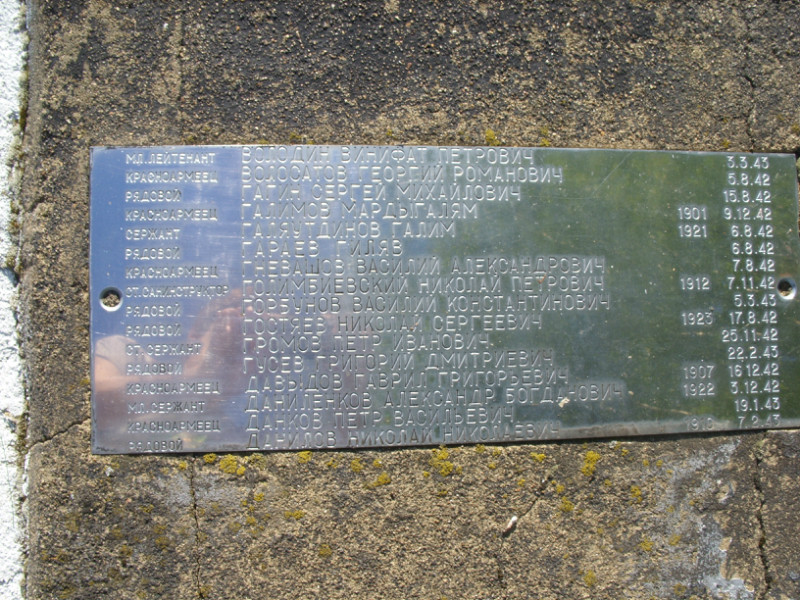 МЛ. ЛЕЙТЕНАНТ ВОЛОДИН ВИНИФАТ ПЕТРОВИЧ 3.3.43
КРАСНОАРМЕЕЦ ВОЛОСАТОВ ГЕОРГИЙ РОМАНОВИЧ 5.8.42
РЯДОВОЙ ГАГИН СЕРГЕЙ МИХАЙЛОВИЧ 15.8.42
КРАСНОАРМЕЕЦ ГАЛИМОВ МАРДЫГАЛЯМ 1901 9.12.42
СЕРЖАНТ ГАЛЯУТДИНОВ ГАЛИМ 1921 6.8.42
РЯДОВОЙ ГАРАЕВ ГИЛЯВ 6.8.42
КРАСНОАРМЕЕЦ ГНЕВАШОВ ВАСИЛИЙ АЛЕКСАНДРОВИЧ 7.8.42
СТ. САНИНСТРУКТОР ГОЛИМБИЕВСКИЙ НИКОЛАЙ ПЕТРОВИЧ 1912 7.11.42
РЯДОВОЙ ГОРБУНОВ ВАСИЛИЙ КОНСТАНТИНОВИЧ 5.3.43
РЯДОВОЙ ГОСТЯЕВ НИКОЛАЙ СЕРГЕЕВИЧ 1923 17.8.42
СТ. СЕРЖАНТ ГРОМОВ ПЕТР ИВАНОВИЧ 25.11.42
РЯДОВОЙ ГУСЕВ ГРИГОРИЙ ДМИТРИЕВИЧ 22.2.43
КРАСНОАРМЕЕЦ ДАВЫДОВ ГАВРИЛ ГРИГОРЬЕВИЧ 1907 16.12.42
МЛ. СЕРЖАНТ ДАНИЛЕНКОВ АЛЕКСАНДР БОГДАНОВИЧ 1922 3.12.42
КРАСНОАРМЕЕЦ ДАНКОВ ПЕТР ВАСИЛЬЕВИЧ 19.1.43
РЯДОВОЙ ДАНИЛОВ НИКОЛАЙ НИКОЛАЕВИЧ